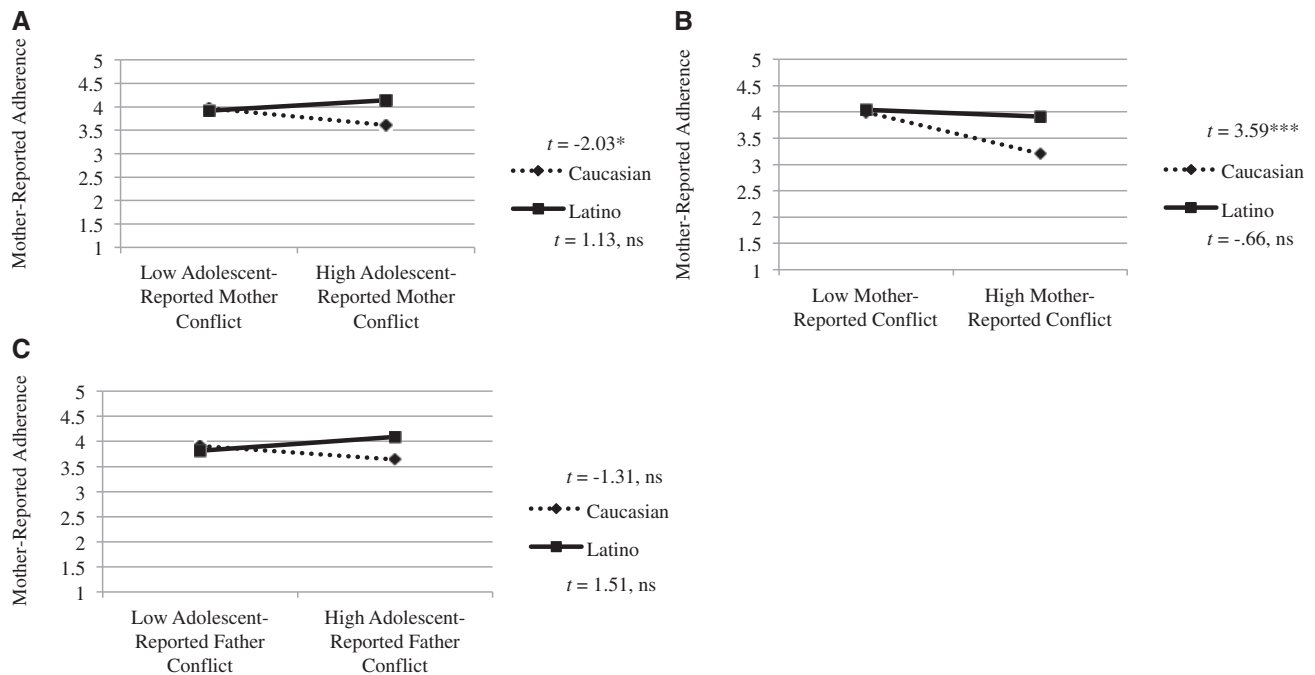 A
Mother-Reported Adherence
5
4.5
4
3.5
3
2.5
2
1.5
1
Low Adolescent-
Reported Mother
Conflict
High Adolescent-
Reported Mother
Conflict
t = -2.03*
Caucasian
Latino
t = 1.13, ns
B
Mother-Reported Adherence
5
4.5
4
3.5
3
2.5
2
1.5
1
Low Mother-
Reported Conflict
High Mother-
Reported Conflict
t = 3.59***
Caucasian
Latino
t = -.66, ns
C
Mother-Reported Adherence
5
4.5
4
3.5
3
2.5
2
1.5
1
Low Adolescent-
Reported Father
Conflict
High Adolescent-
Reported Father
Conflict
t = -1.31, ns
Caucasian
Latino
t = 1.51, ns